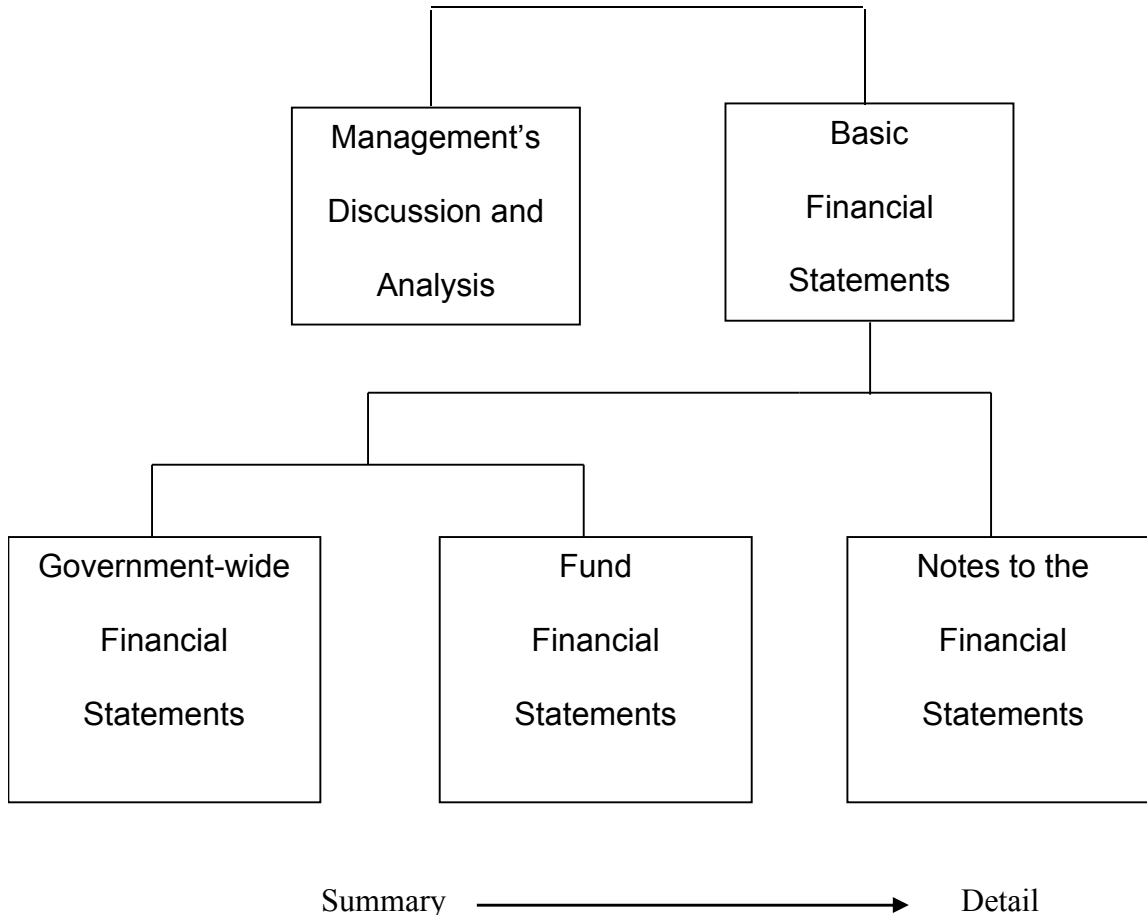 Management’s
Discussion and
Analysis
Basic
Financial
Statements
Government-wide
Financial
Statements
Fund
Financial
Statements
Notes to the
Financial
Statements
Summary
Detail